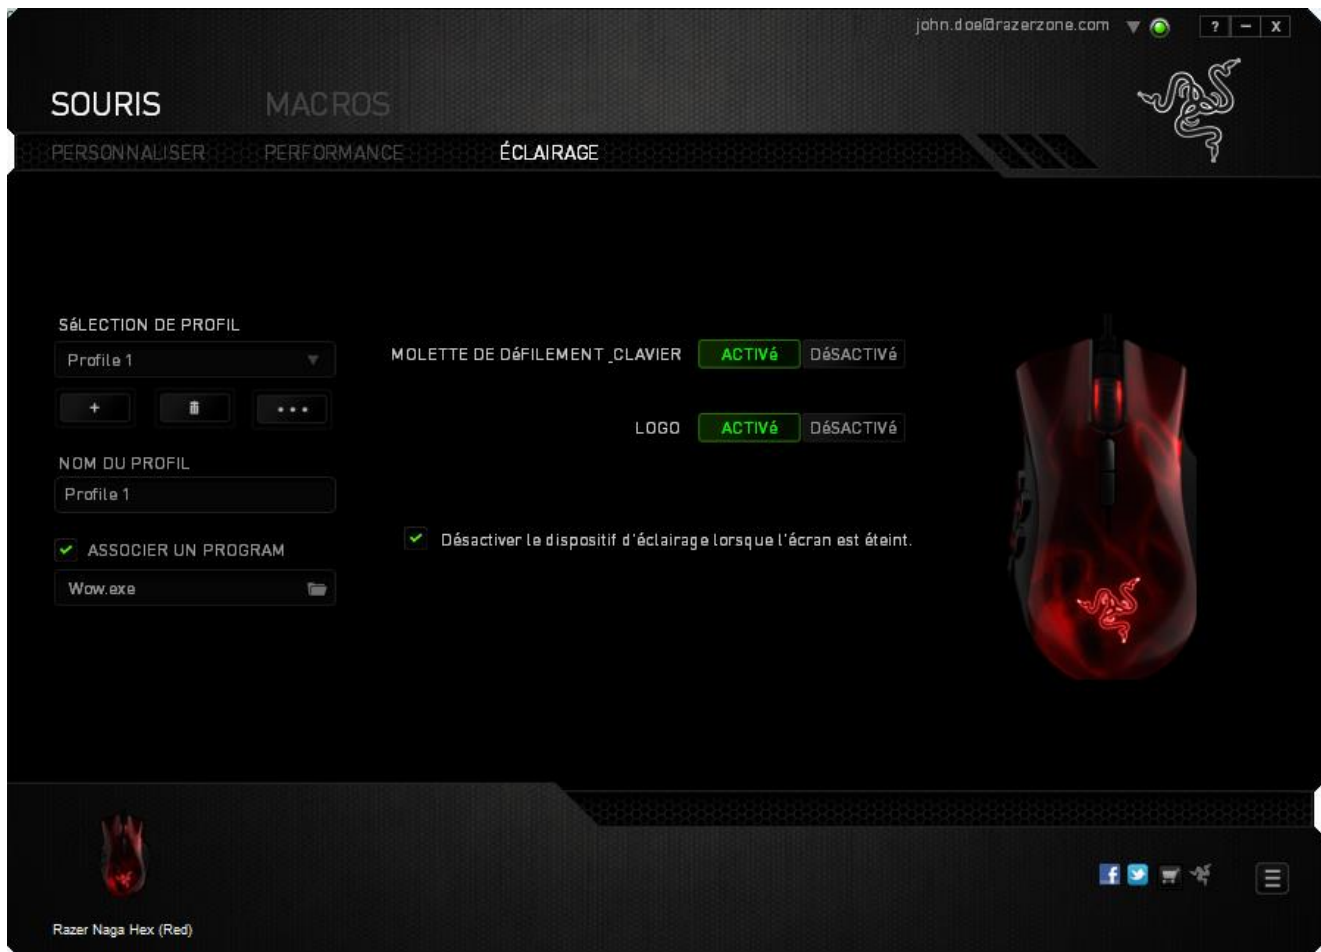 john.doe@razerzone.com
? – X
SOURIS MACROS
PERSONNALISER PERFORMANCE ÉCLAIRAGE
SéLECTION DE PROFIL
Profile 1
+ •••
NOM DU PROFIL
Profile 1
ASSOCIER UN PROGRAM
Wow.exe
MOLETTE DE DéFILEMENT_CLAVIER ACTIVé DéSACTIVé
LOGO ACTIVé DéSACTIVé
Désactiver le dispositif d'éclairage lorsque l'écran est éteint.
Razer Naga Hex (Red)